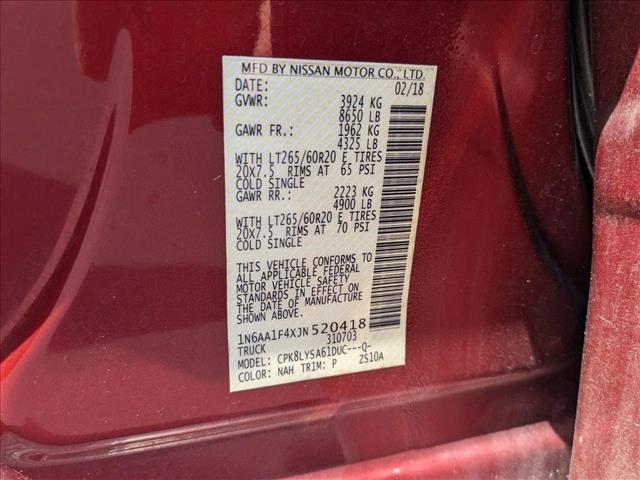 MFD BY NISSAN MOTOR CO., LTD.
DATE: 02/18
GVWR: 3924 KG
8650 LB
GAWR FR.: 1962 KG
4325 LB
WITH LT265/60R20 E TIRES
20X7.5 RIMS AT 65 PSI
COLD SINGLE
GAWR RR.: 2223 KG
4900 LB
WITH LT265/60R20 E TIRES
20X7.5 RIMS AT 70 PSI
COLD SINGLE
THIS VEHICLE CONFORMS TO
ALL APPLICABLE FEDERAL
MOTOR VEHICLE SAFETY
STANDARDS IN EFFECT ON
THE DATE OF MANUFACTURE
1N6AA1F4XJN520418
TRUCK 310703
MODEL: CPK8LYSA61DUC---Q-
COLOR: NAH TRIM: P ZS10A